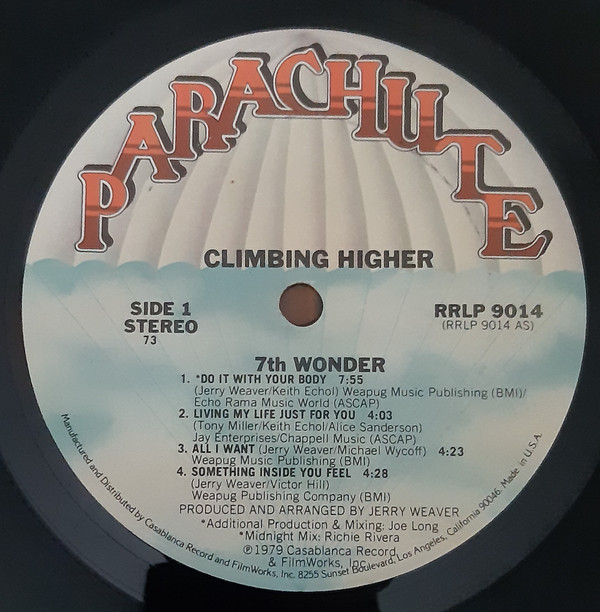 PARACHUTE
CLIMBING HIGHER
SIDE 1
STEREO
73
RRLP 9014
(RRLP 9014 AS)
7th WONDER
1. *DO IT WITH YOUR BODY 7:55
(Jerry Weaver/Keith Echol) Weapug Music Publishing (BMI)/
Echo Rama Music World (ASCAP)
2. LIVING MY LIFE JUST FOR YOU 4:03
(Tony Miller/Keith Echol/Alice Sanderson)
Jay Enterprises/Chappell Music (ASCAP)
3. ALL I WANT (Jerry Weaver/Michael Wycoff) 4:23
Weapug Music Publishing (BMI)
4. SOMETHING INSIDE YOU FEEL 4:28
(Jerry Weaver/Victor Hill)
Weapug Publishing Company (BMI)
PRODUCED AND ARRANGED BY JERRY WEAVER
*Additional Production & Mixing: Joe Long
*Midnight Mix: Richie Rivera
℗1979 Casablanca Record
& FilmWorks, Inc.
Manufactured and Distributed by Casablanca Record and FilmWorks, Inc. 8255 Sunset Boulevard, Los Angeles, California 90046. Made in U.S.A.